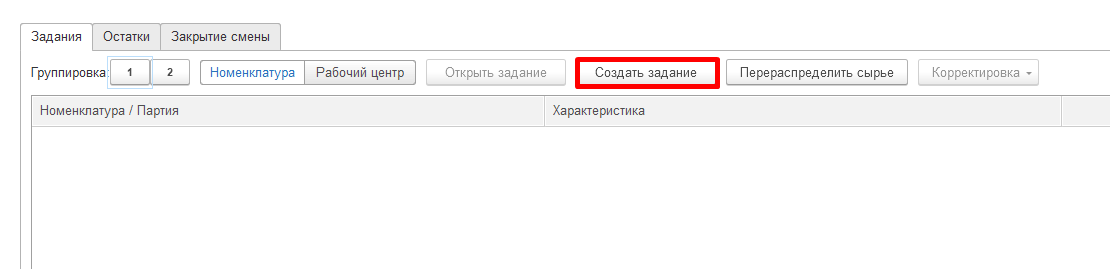 Задания Остатки Закрытие смены
Группировка: 1 2 Номенклатура Рабочий центр Открыть задание Создать задание Перераспределить сырье Корректировка
Номенклатура / Партия Характеристика